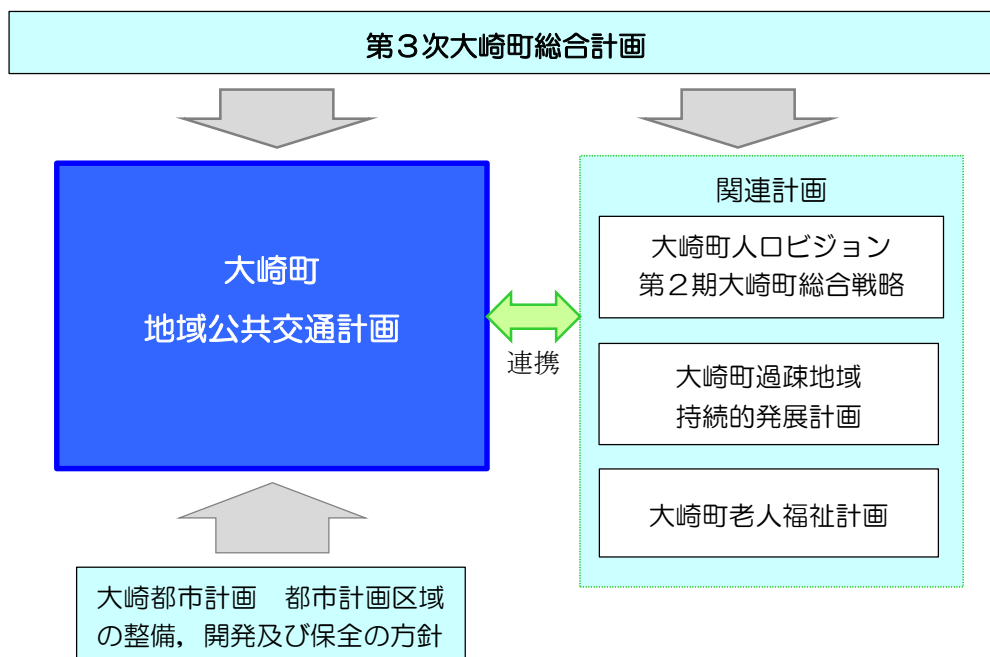 第３次大崎町総合計画
大崎町
地域公共交通計画
連携
関連計画
大崎町人口ビジョン
第２期大崎町総合戦略
大崎町過疎地域
持続的発展計画
大崎町老人福祉計画
大崎都市計画　都市計画区域
の整備，開発及び保全の方針